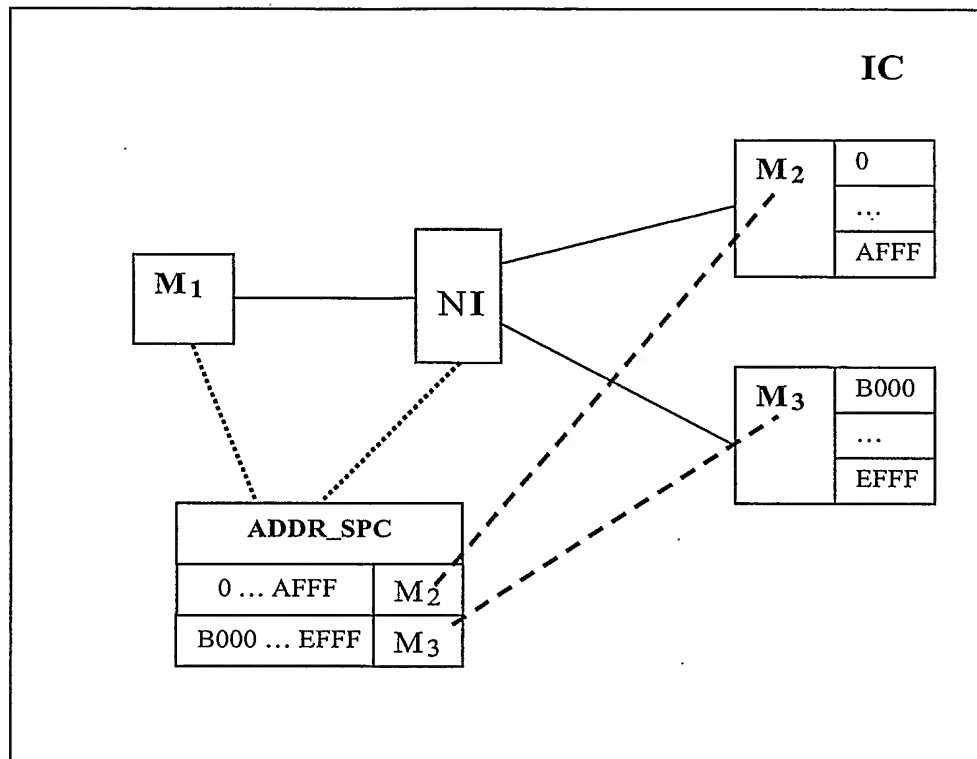 IC
M2
0
...
AFFF
M1
NI
M3
B000
...
EFFF
ADDR_SPC
0 ... AFFF M2
B000 ... EFFF M3